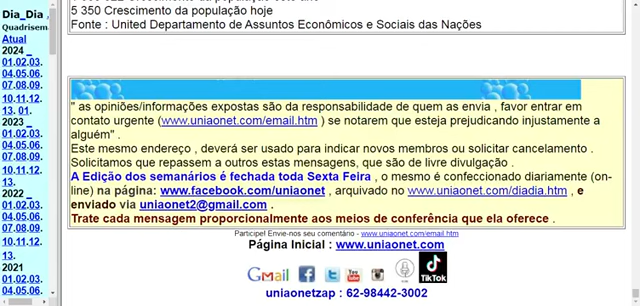 Dia_Dia
Quadrisem
Atual
2024 _
01,02,03.
04,05,06.
07,08,09.
10,11,12.
13. 01.
2023 _
01,02,03.
04,05,06.
07,08,09.
10,11,12.
13.
2022 _
01,02,03.
04,05,06.
07,08,09.
10,11,12.
13.
2021
01,02,03.
04,05,06.
5 350 Crescimento da população hoje
Fonte : United Departamento de Assuntos Econômicos e Sociais das Nações
" as opiniões/informações expostas são da responsabilidade de quem as envia , favor entrar em
contato urgente (www.uniaonet.com/email.htm ) se notarem que esteja prejudicando injustamente a
alguém" .
Este mesmo endereço , deverá ser usado para indicar novos membros ou solicitar cancelamento .
Solicitamos que repassem a outros estas mensagens, que são de livre divulgação .
A Edição dos semanários é fechada toda Sexta Feira , o mesmo é confeccionado diariamente (on-
line) na página: www.facebook.com/uniaonet , arquivado no www.uniaonet.com/diadia.htm , e
enviado via uniaonet2@gmail.com .
Trate cada mensagem proporcionalmente aos meios de conferência que ela oferece .
Participe! Envie-nos seu comentário - www.uniaonet.com/email.htm
Página Inicial : www.uniaonet.com
Gmail
You Tube
TikTok
uniaonetzap : 62-98442-3002